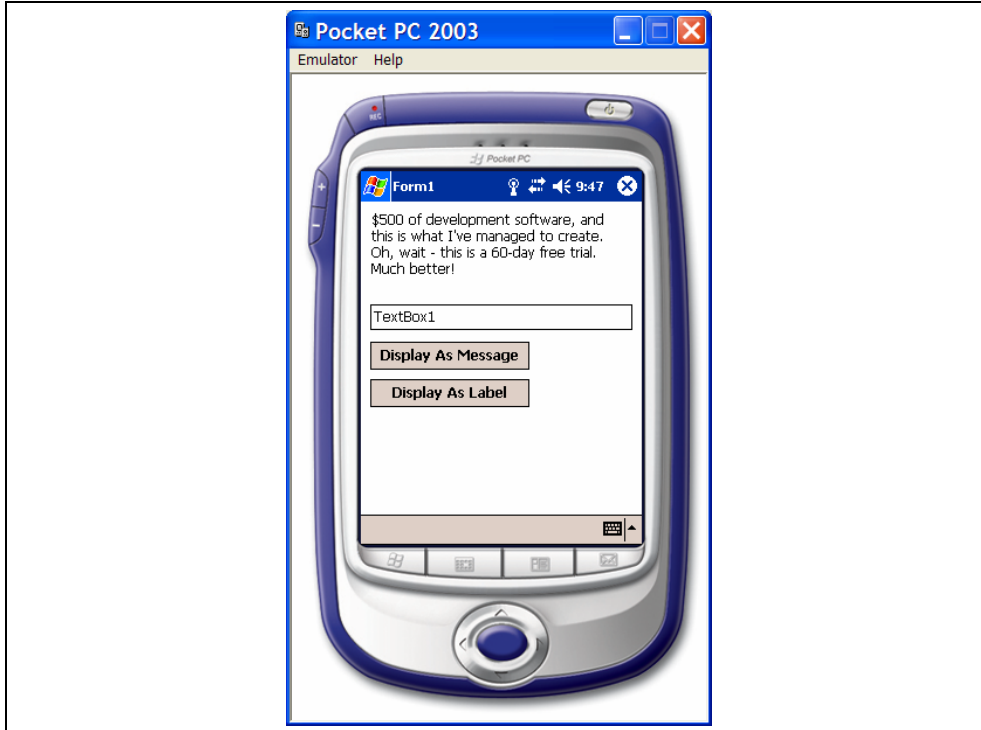 Pocket PC 2003
Emulator Help
REC
Pocket PC
Form1 9:47
$500 of development software, and
this is what I've managed to create.
Oh, wait - this is a 60-day free trial.
Much better!
TextBox1
Display As Message
Display As Label